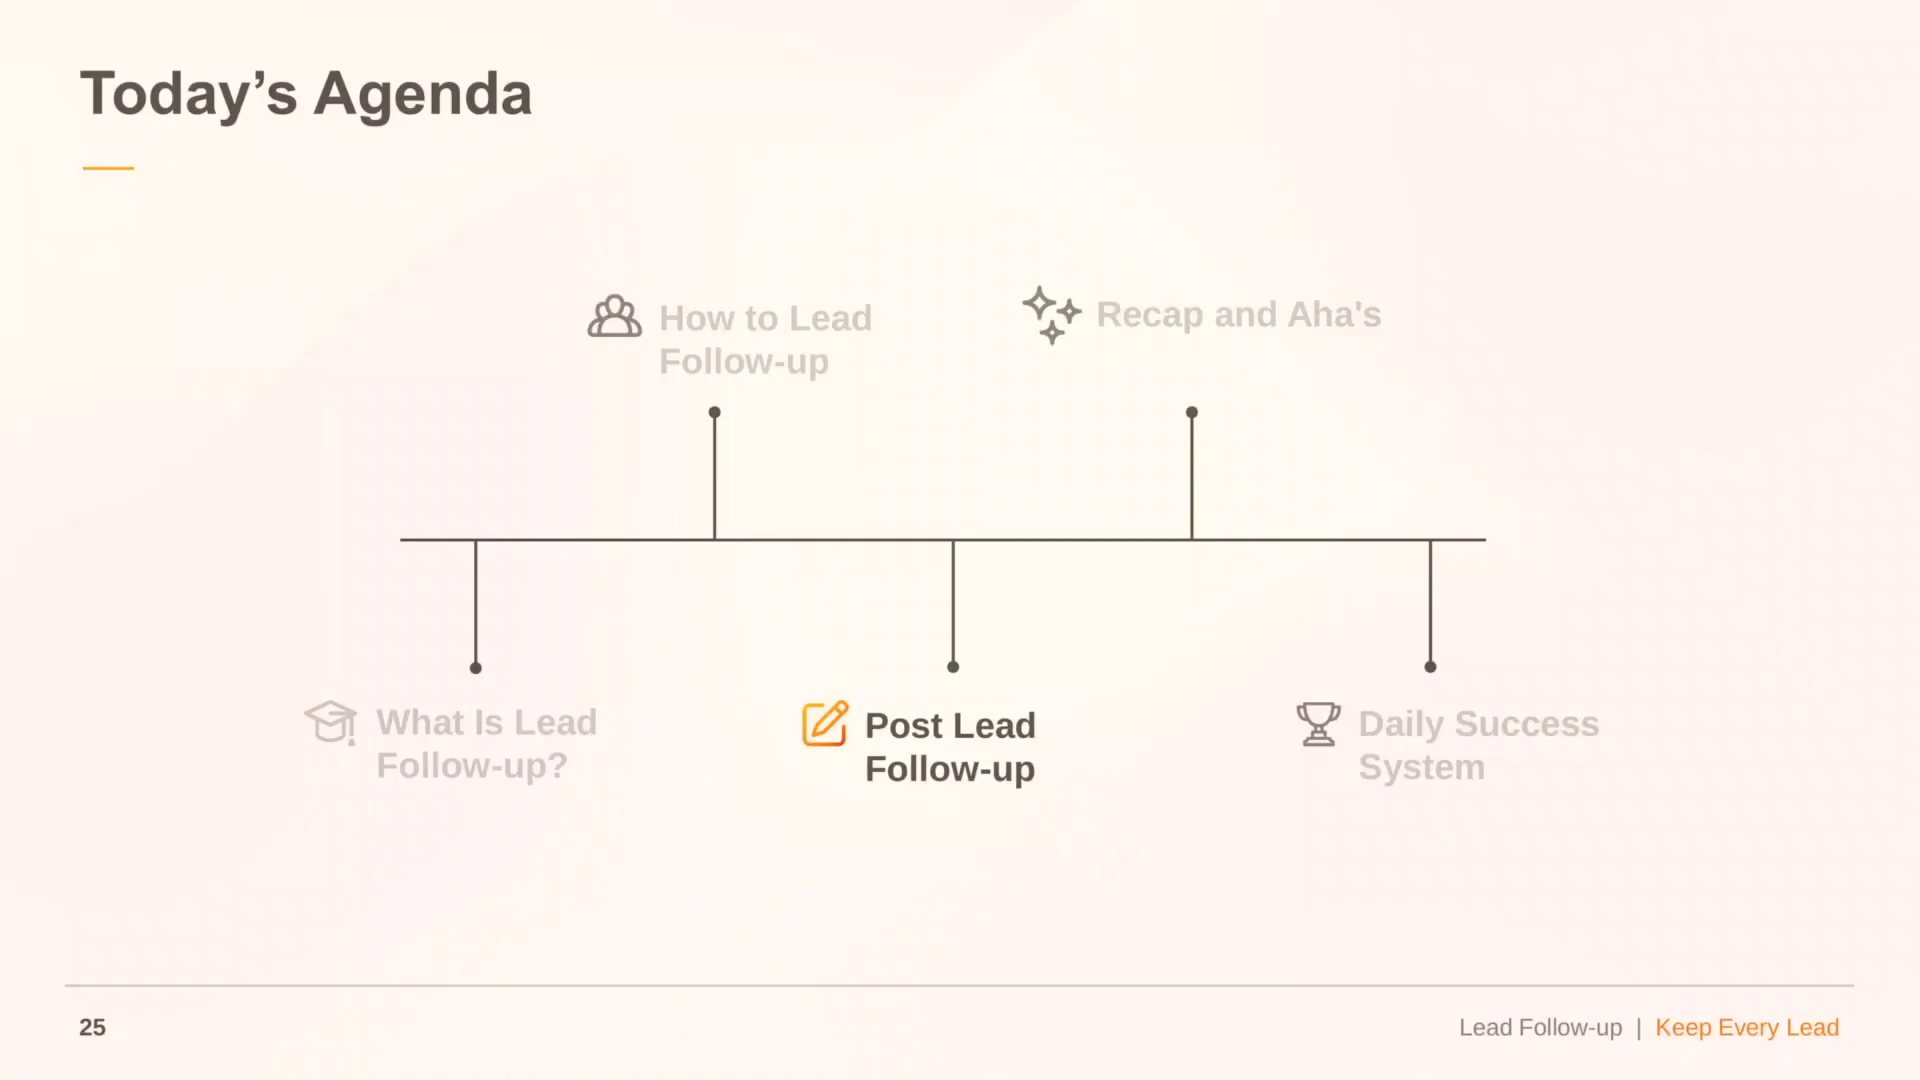 Today’s Agenda
How to Lead
Follow-up
Recap and Aha's
What Is Lead
Follow-up?
Post Lead
Follow-up
Daily Success
System
25
Lead Follow-up | Keep Every Lead